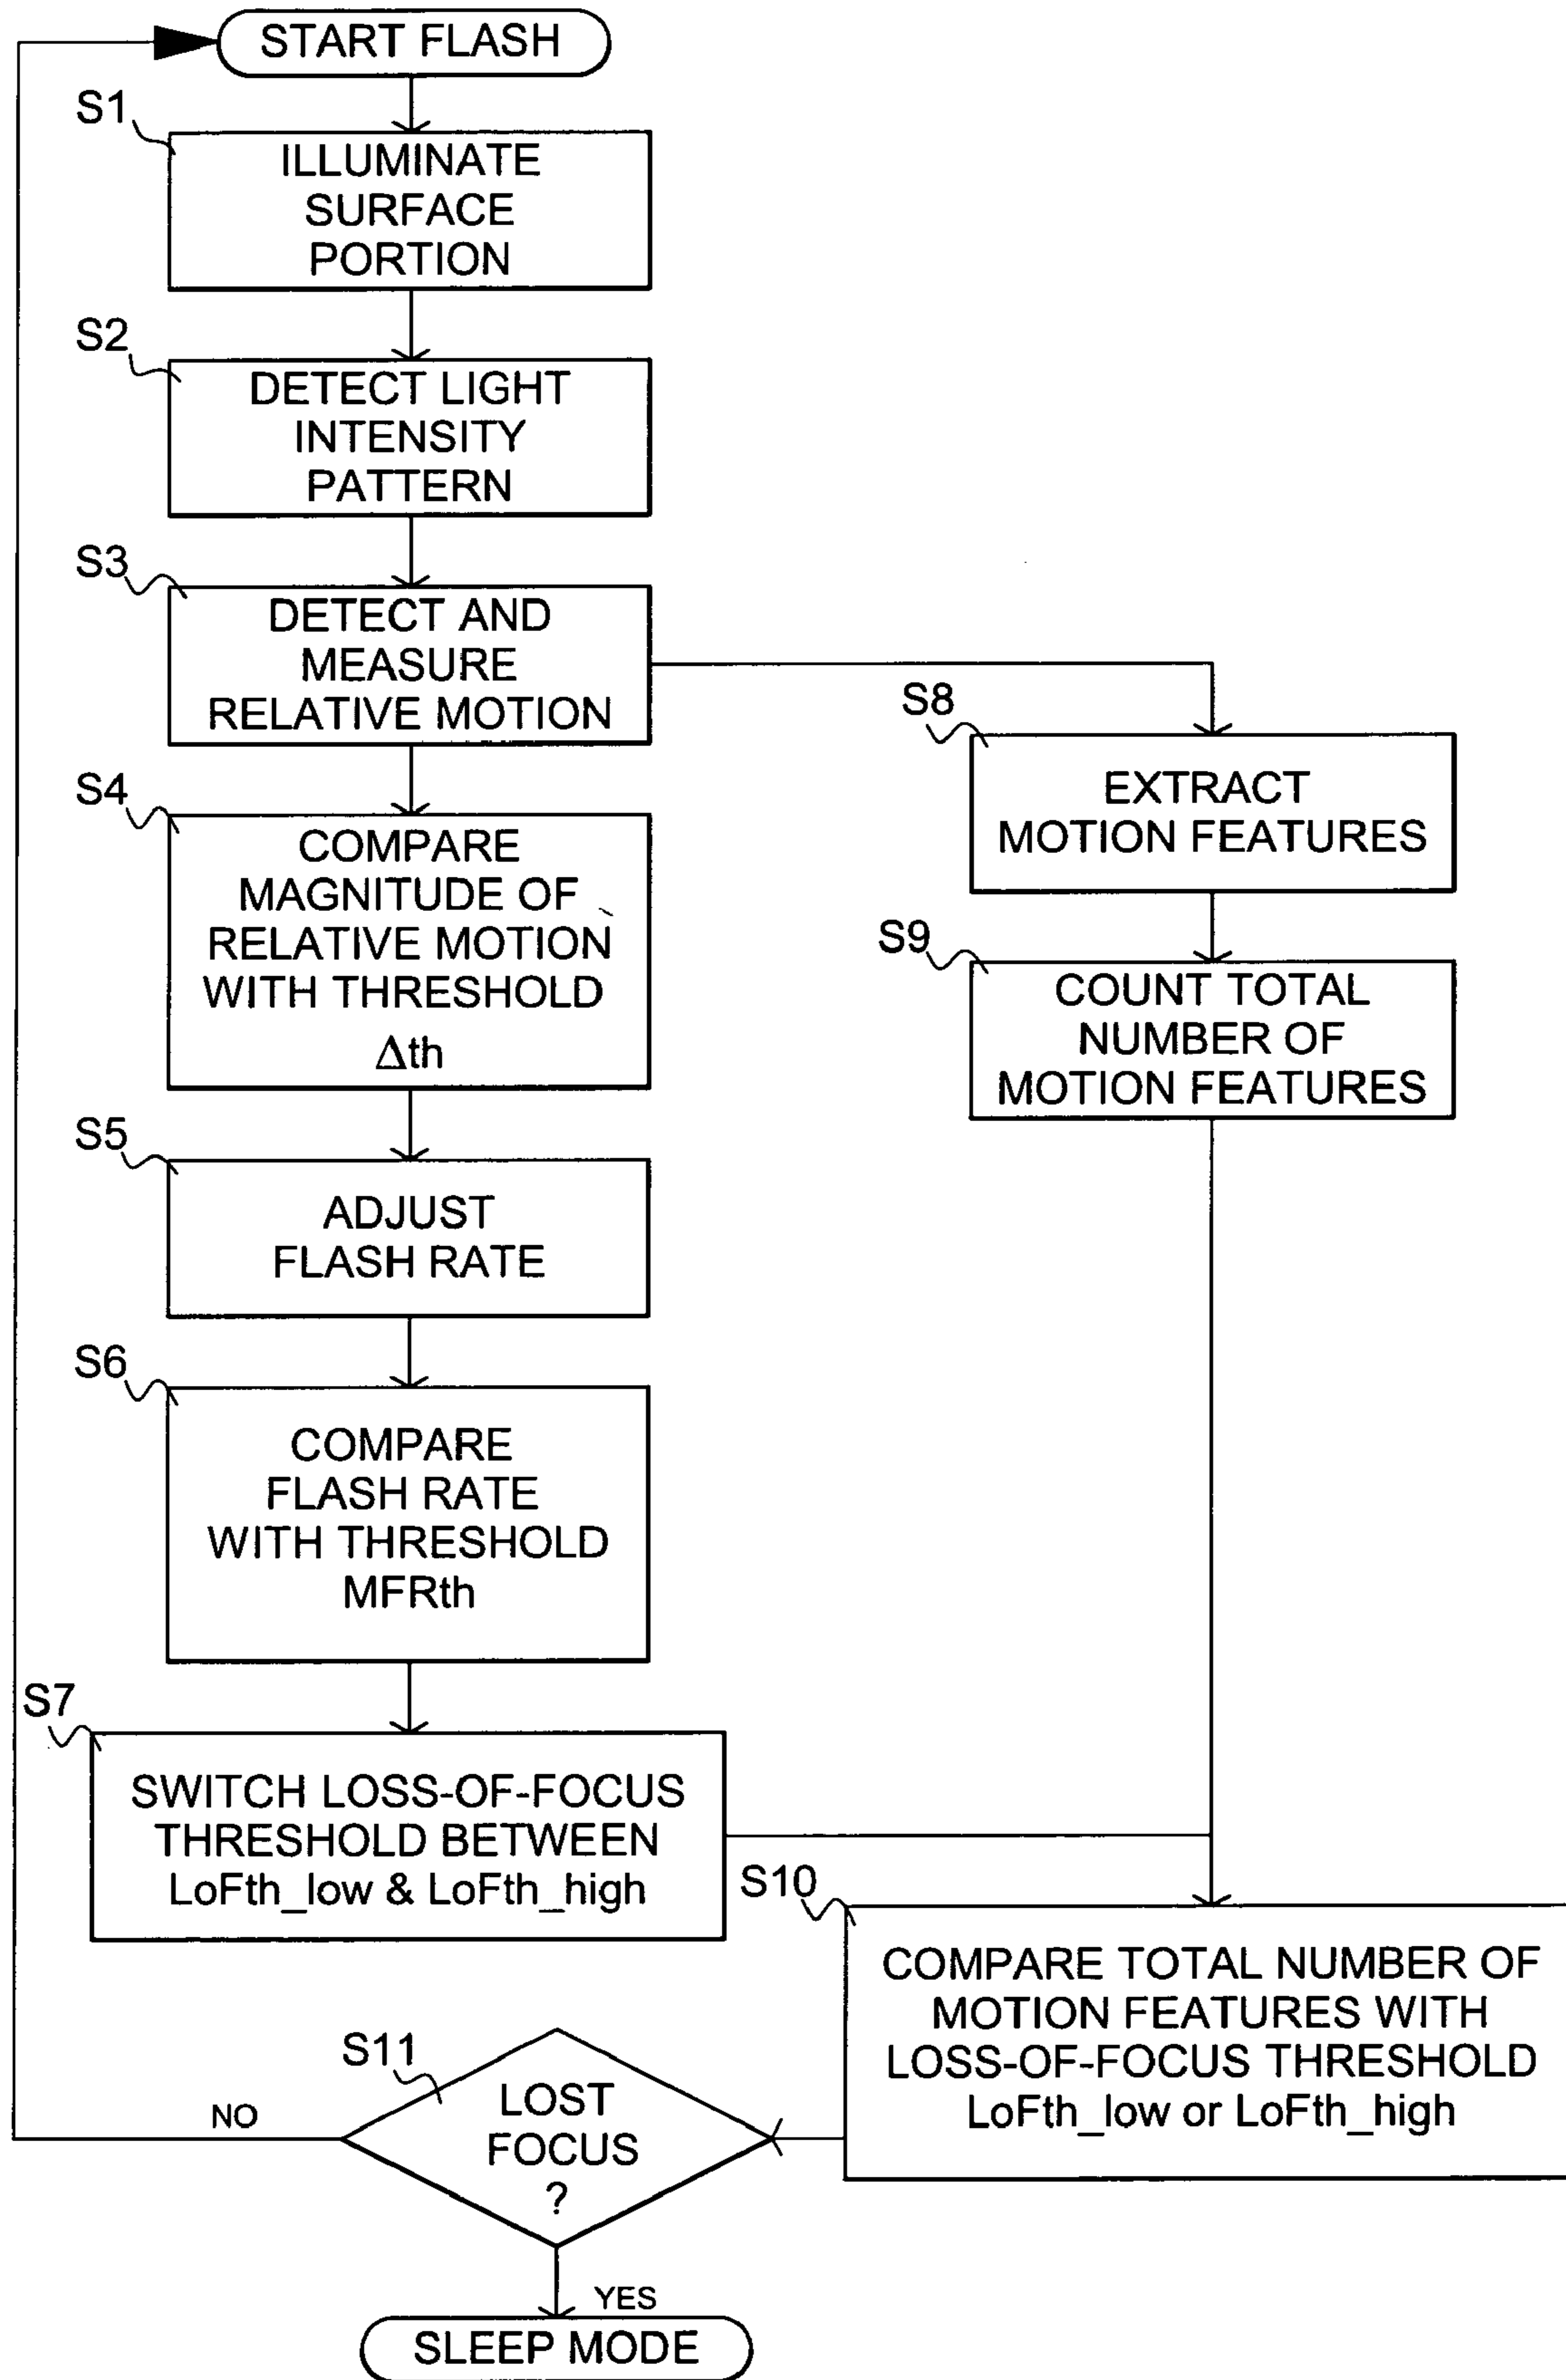 START FLASH
S1
ILLUMINATE
SURFACE
PORTION
S2
DETECT LIGHT
INTENSITY
PATTERN
S3
DETECT AND
MEASURE
RELATIVE MOTION
S4
COMPARE
MAGNITUDE OF
RELATIVE MOTION
WITH THRESHOLD
Δth
S5
ADJUST
FLASH RATE
S6
COMPARE
FLASH RATE
WITH THRESHOLD
MFRth
S7
SWITCH LOSS-OF-FOCUS
THRESHOLD BETWEEN
LoFth_low & LoFth_high
S8
EXTRACT
MOTION FEATURES
S9
COUNT TOTAL
NUMBER OF
MOTION FEATURES
S10
COMPARE TOTAL NUMBER OF
MOTION FEATURES WITH
LOSS-OF-FOCUS THRESHOLD
LoFth_low or LoFth_high
S11
LOST
FOCUS
?
NO
YES
SLEEP MODE